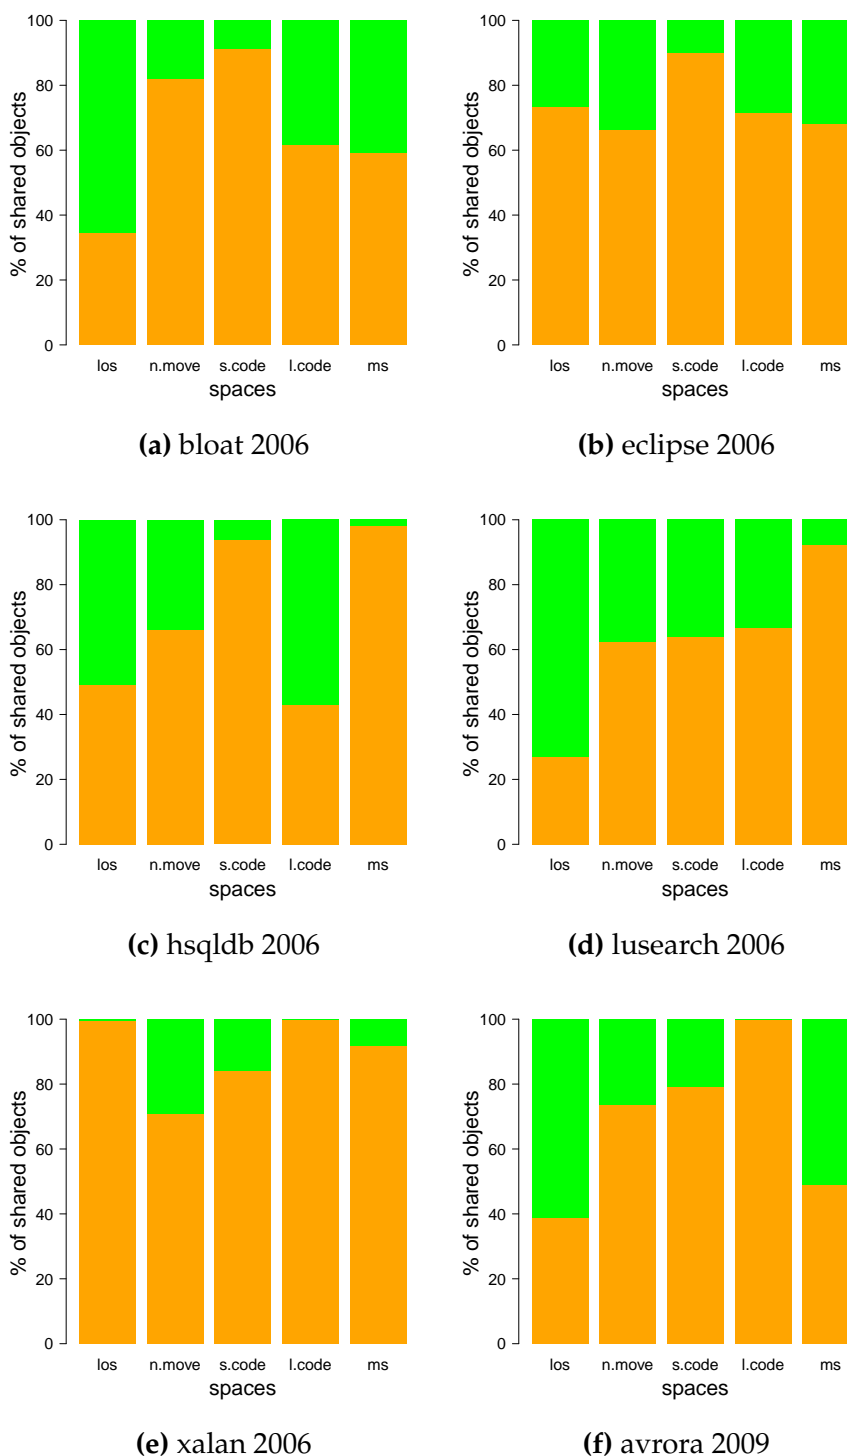 % of shared objects
100
80
60
40
20
0
los n.move s.code l.code ms
spaces
(a) bloat 2006
% of shared objects
100
80
60
40
20
0
los n.move s.code l.code ms
spaces
(b) eclipse 2006
% of shared objects
100
80
60
40
20
0
los n.move s.code l.code ms
spaces
(c) hsqldb 2006
% of shared objects
100
80
60
40
20
0
los n.move s.code l.code ms
spaces
(d) lusearch 2006
% of shared objects
100
80
60
40
20
0
los n.move s.code l.code ms
spaces
(e) xalan 2006
% of shared objects
100
80
60
40
20
0
los n.move s.code l.code ms
spaces
(f) avrora 2009